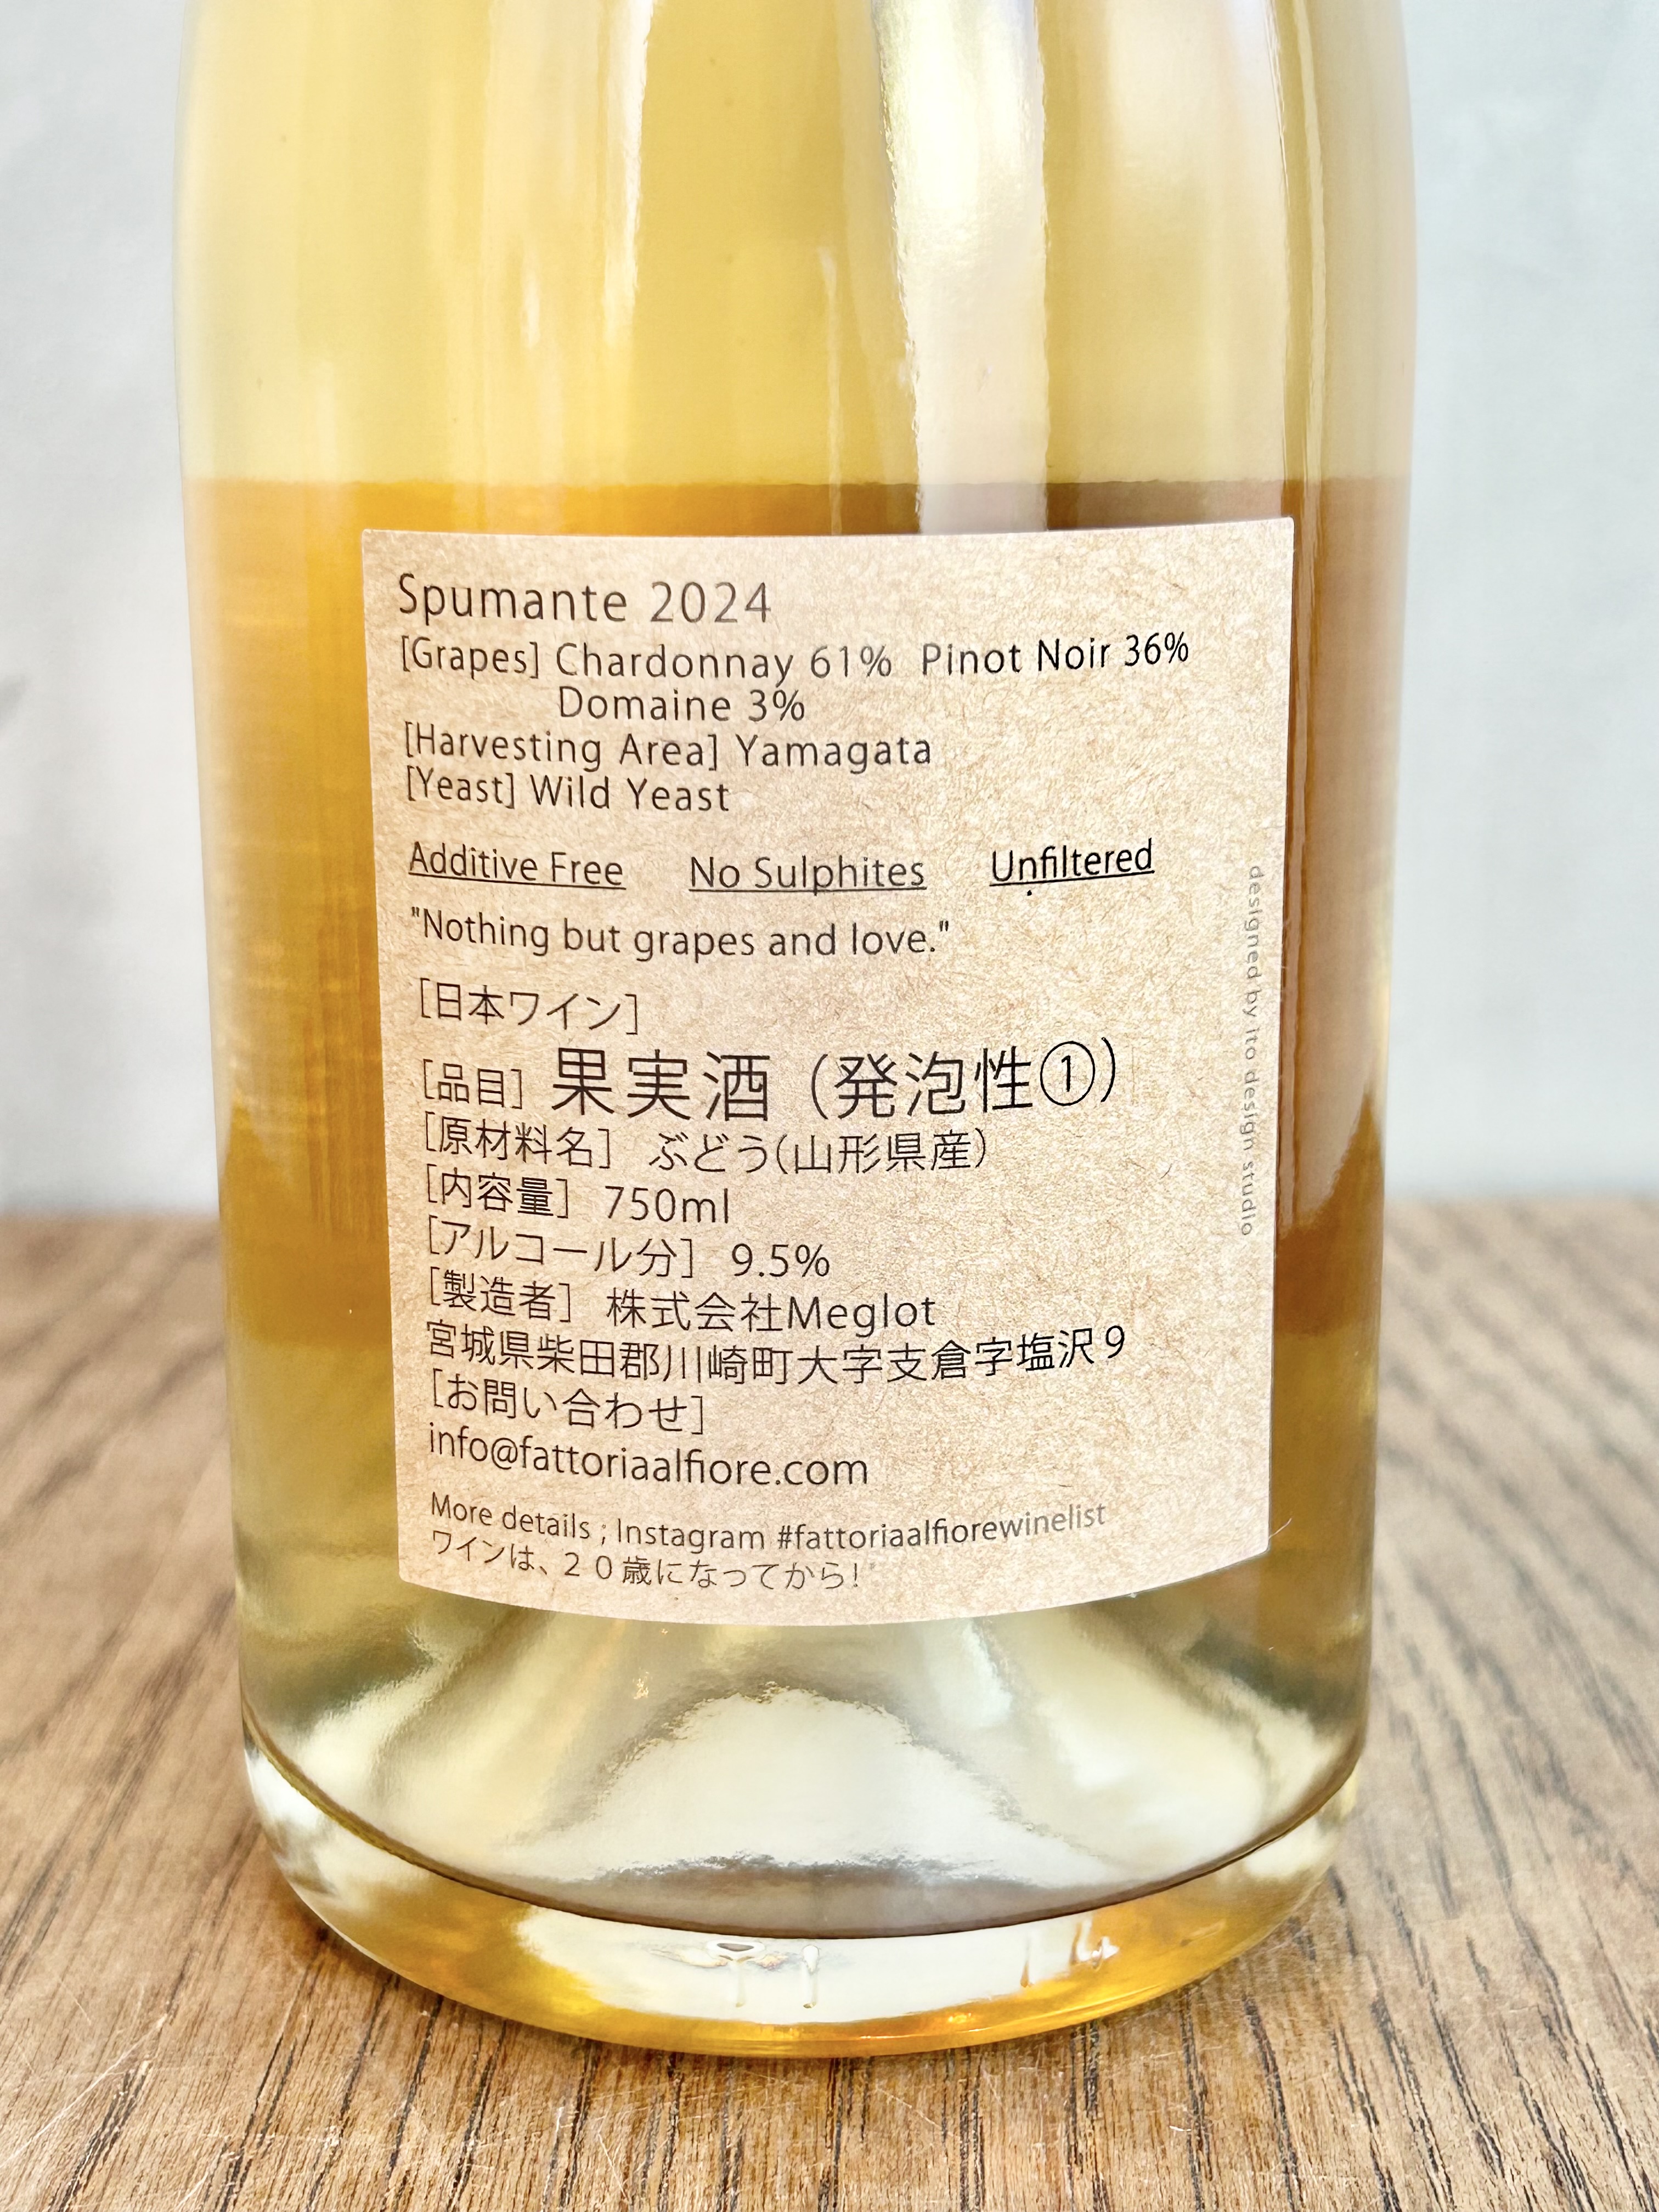 Spumante 2024
[Grapes] Chardonnay 61% Pinot Noir 36%
Domaine 3%
[Harvesting Area] Yamagata
[Yeast] Wild Yeast
Additive Free No Sulphites Unfiltered
"Nothing but grapes and love."
[日本ワイン]
[品目] 果実酒（発泡性①）
[原材料名] ぶどう(山形県産)
[内容量] 750ml
[アルコール分] 9.5%
[製造者] 株式会社Meglot
宮城県柴田郡川崎町大字支倉字塩沢9
[お問い合わせ]
info@fattoriaalfiore.com
More details ; Instagram #fattoriaalfiorewinelist
ワインは、２０歳になってから!
designed by ito design studio